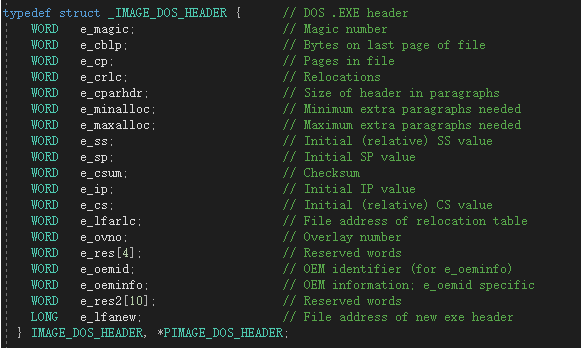 typedef struct _IMAGE_DOS_HEADER {      // DOS .EXE header
    WORD   e_magic;                     // Magic number
    WORD   e_cblp;                      // Bytes on last page of file
    WORD   e_cp;                        // Pages in file
    WORD   e_crlc;                      // Relocations
    WORD   e_cparhdr;                   // Size of header in paragraphs
    WORD   e_minalloc;                  // Minimum extra paragraphs needed
    WORD   e_maxalloc;                  // Maximum extra paragraphs needed
    WORD   e_ss;                        // Initial (relative) SS value
    WORD   e_sp;                        // Initial SP value
    WORD   e_csum;                      // Checksum
    WORD   e_ip;                        // Initial IP value
    WORD   e_cs;                        // Initial (relative) CS value
    WORD   e_lfarlc;                    // File address of relocation table
    WORD   e_ovno;                      // Overlay number
    WORD   e_res[4];                    // Reserved words
    WORD   e_oemid;                     // OEM identifier (for e_oeminfo)
    WORD   e_oeminfo;                   // OEM information; e_oemid specific
    WORD   e_res2[10];                  // Reserved words
    LONG   e_lfanew;                    // File address of new exe header
  } IMAGE_DOS_HEADER, *PIMAGE_DOS_HEADER;